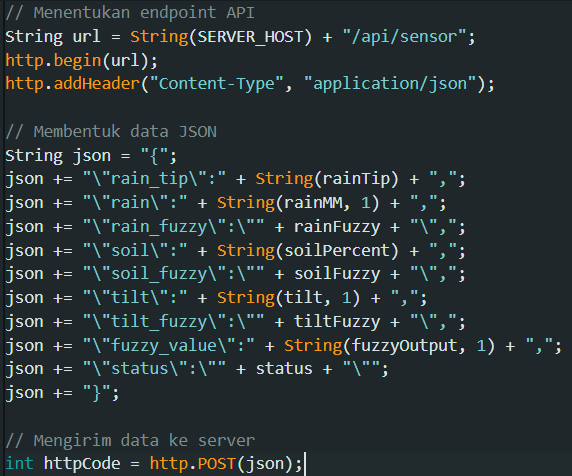 // Menentukan endpoint API
String url = String(SERVER_HOST) + "/api/sensor";
http.begin(url);
http.addHeader("Content-Type", "application/json");
// Membentuk data JSON
String json = "{";
json += "\"rain_tip\":" + String(rainTip) + ",";
json += "\"rain\":" + String(rainMM, 1) + ",";
json += "\"rain_fuzzy\":\"" + rainFuzzy + "\",";
json += "\"soil\":" + String(soilPercent) + ",";
json += "\"soil_fuzzy\":\"" + soilFuzzy + "\",";
json += "\"tilt\":" + String(tilt, 1) + ",";
json += "\"tilt_fuzzy\":\"" + tiltFuzzy + "\",";
json += "\"fuzzy_value\":" + String(fuzzyOutput, 1) + ",";
json += "\"status\":\"" + status + "\"";
json += "}";
// Mengirim data ke server
int httpCode = http.POST(json);